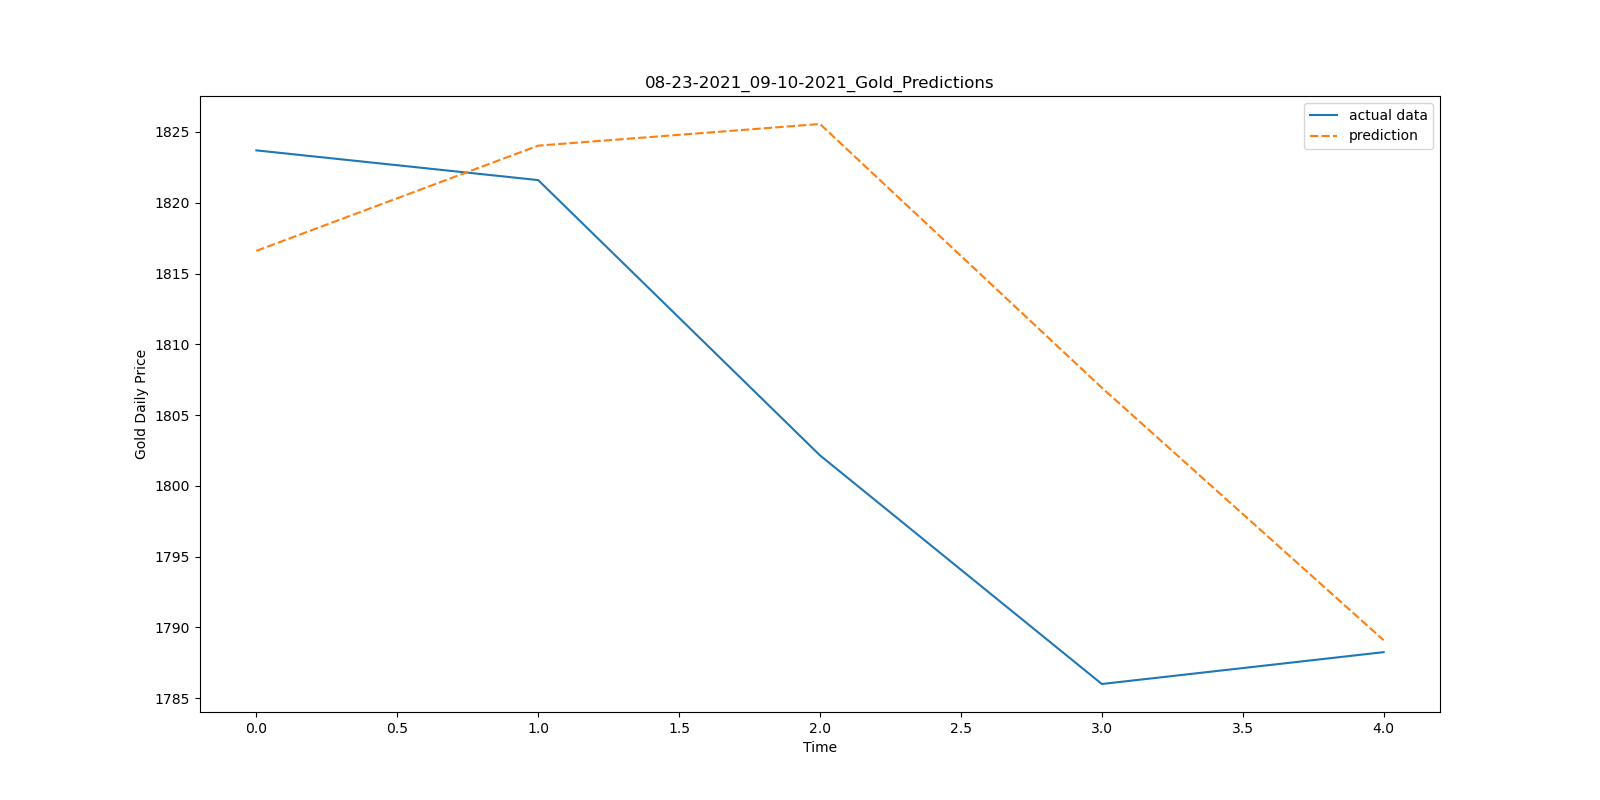 08-23-2021_09-10-2021_Gold_Predictions
actual data
prediction
1825
1820
1815
1810
1805
1800
1795
1790
1785
Gold Daily Price
0.0 0.5 1.0 1.5 2.0 2.5 3.0 3.5 4.0
Time